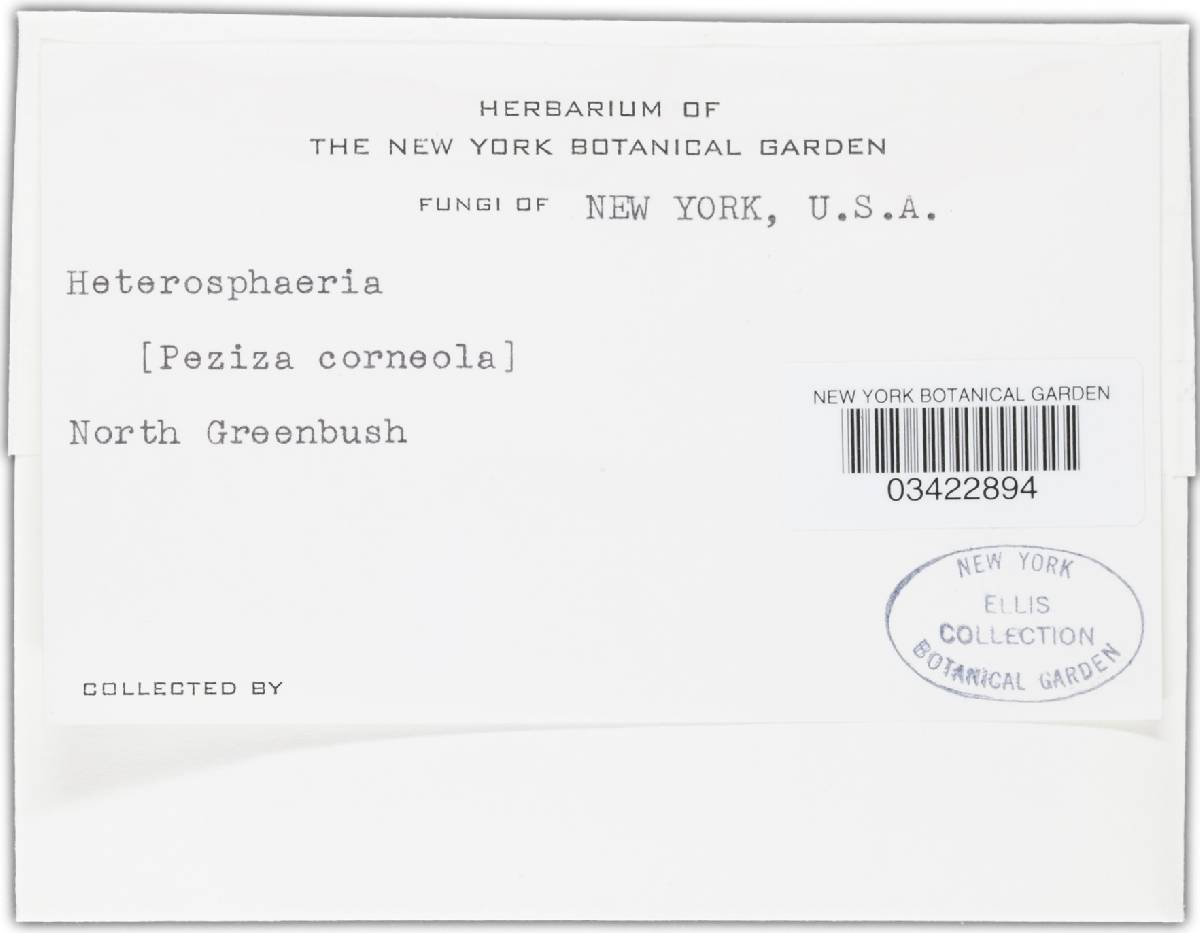 HERBARIUM OF
THE NEW YORK BOTANICAL GARDEN
FUNGI OF NEW YORK, U.S.A.
Heterosphaeria
[Peziza corneola]
North Greenbush
NEW YORK BOTANICAL GARDEN
03422894
NEW YORK
ELLIS
COLLECTION
BOTANICAL GARDEN
COLLECTED BY